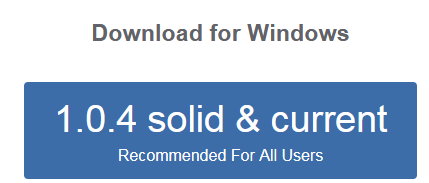 Download for Windows
1.0.4 solid & current
Recommended For All Users